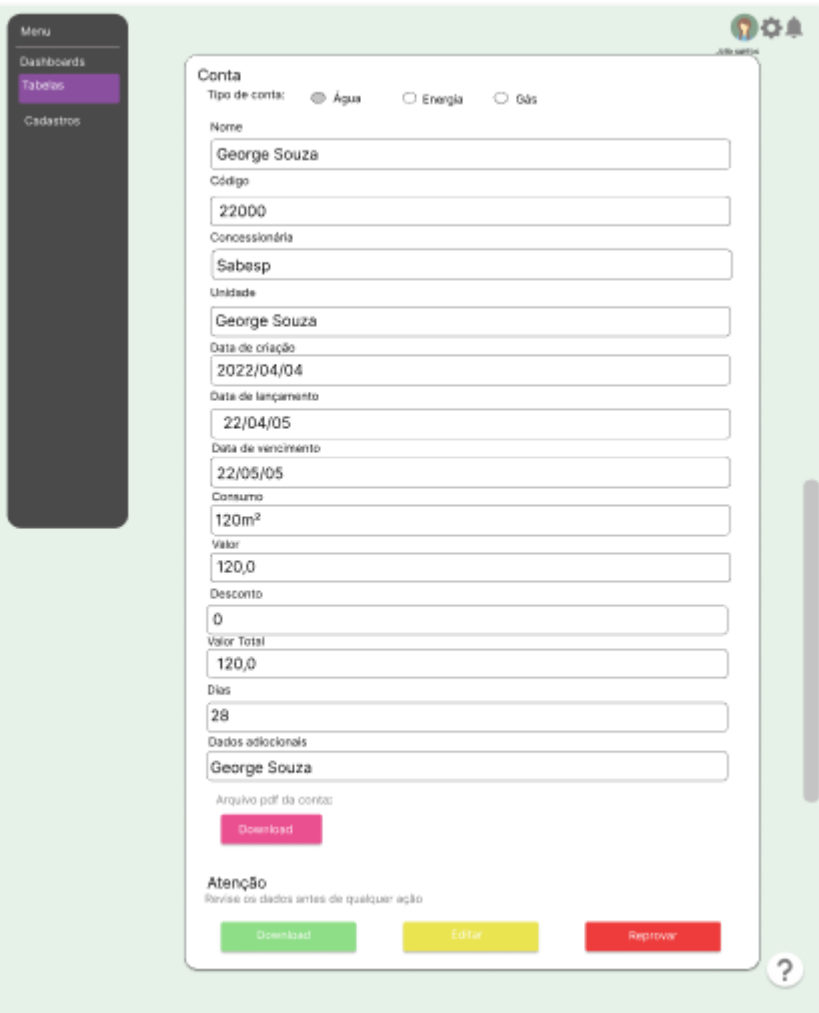 Menu
Dashboards
Tabelas
Cadastros
Conta
Tipo de conta: Água Energia Gás
Nome
George Souza
Código
22000
Concessionária
Sabesp
Unidade
George Souza
Data de criação
2022/04/04
Data de lançamento
22/04/05
Data de vencimento
22/05/05
Consumo
120m²
Valor
120,0
Desconto
0
Valor Total
120,0
Dias
28
Dados adiocionais
George Souza
Arquivo pdf da conta:
Download
Atenção
Revise os dados antes de qualquer ação
Download Editar Reprovar
?